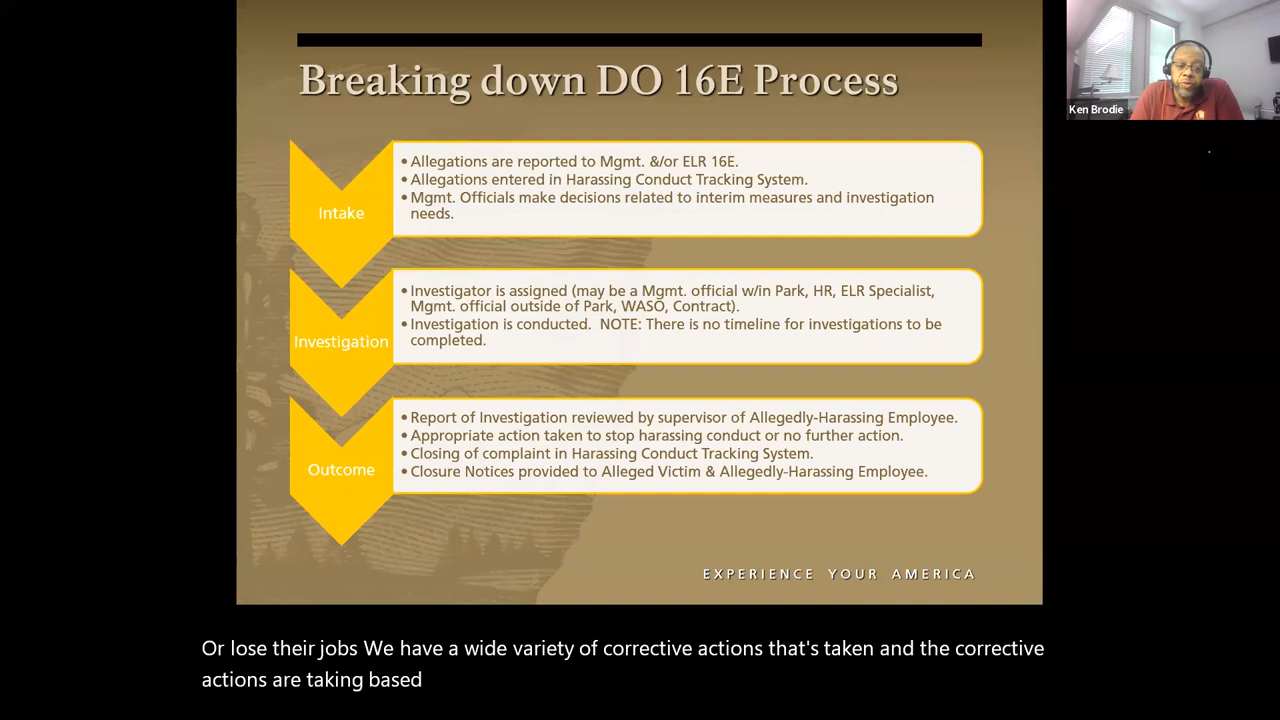 Breaking down DO 16E Process
Ken Brodie
Intake
• Allegations are reported to Mgmt. &/or ELR 16E.
• Allegations entered in Harassing Conduct Tracking System.
• Mgmt. Officials make decisions related to interim measures and investigation
needs.
Investigation
• Investigator is assigned (may be a Mgmt. official w/in Park, HR, ELR Specialist,
Mgmt. official outside of Park, WASO, Contract).
• Investigation is conducted.  NOTE: There is no timeline for investigations to be
completed.
Outcome
• Report of Investigation reviewed by supervisor of Allegedly-Harassing Employee.
• Appropriate action taken to stop harassing conduct or no further action.
• Closing of complaint in Harassing Conduct Tracking System.
• Closure Notices provided to Alleged Victim & Allegedly-Harassing Employee.
EXPERIENCE YOUR AMERICA
Or lose their jobs We have a wide variety of corrective actions that's taken and the corrective
actions are taking based